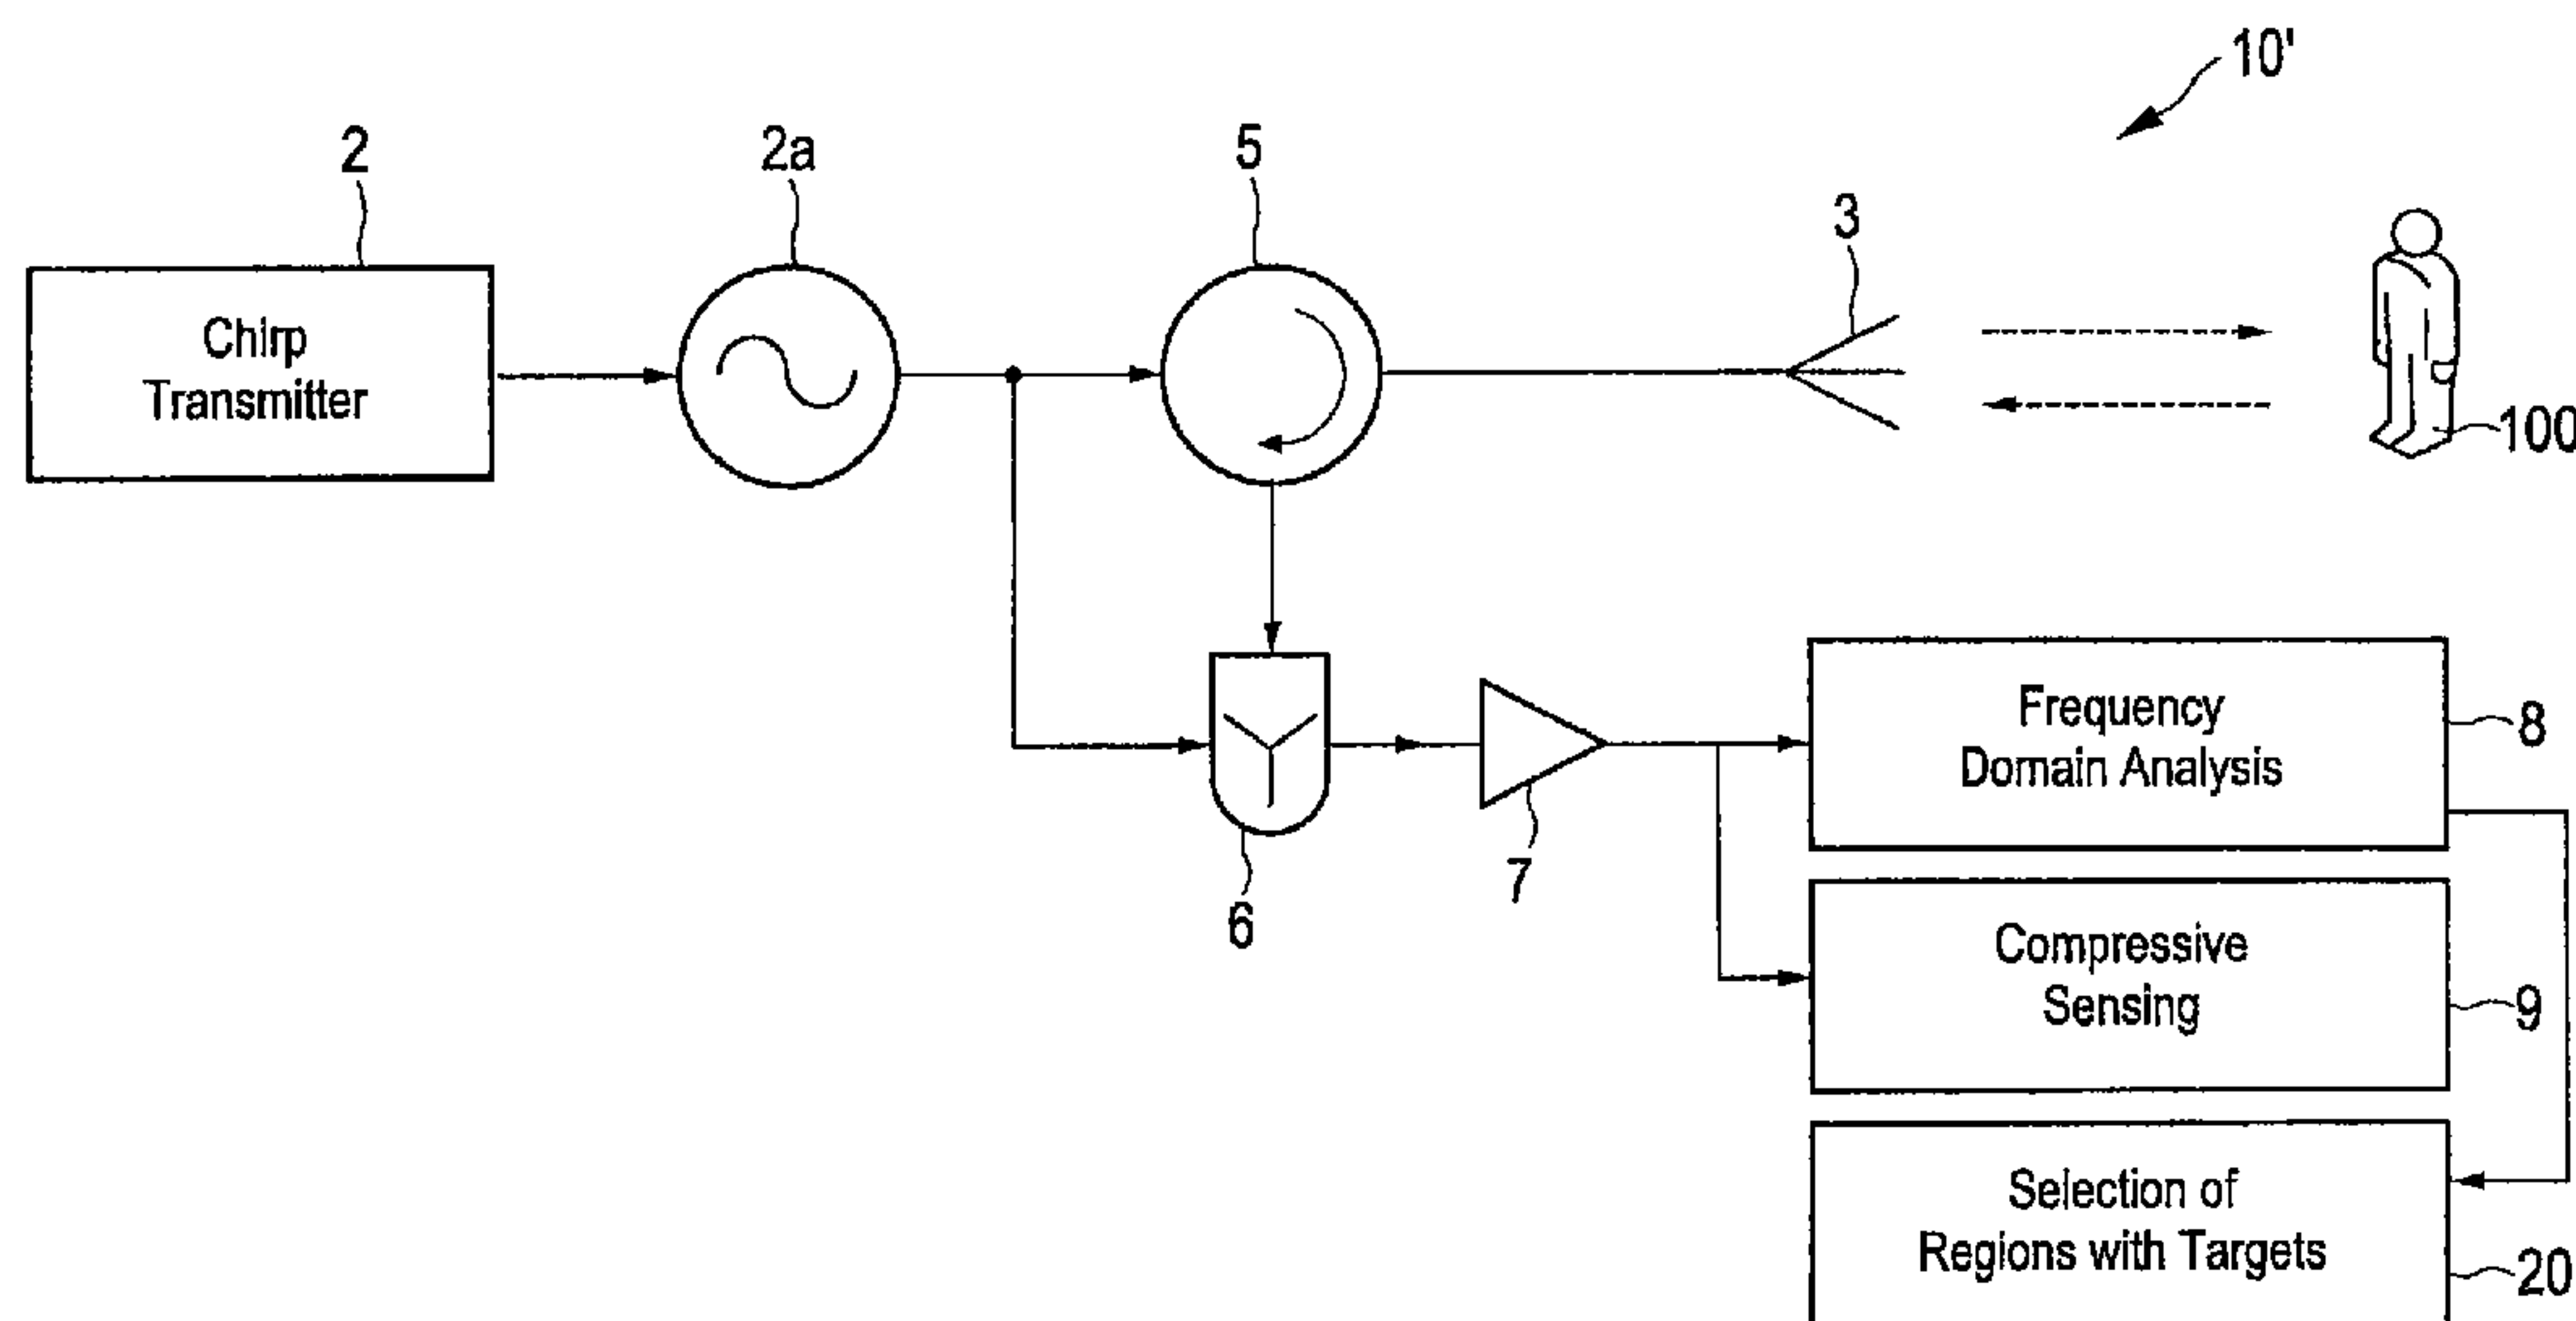 10'
2
2a
5
3
Chirp
Transmitter
100
Frequency
Domain Analysis
8
7
6
Compressive
Sensing
9
Selection of
Regions with Targets
20